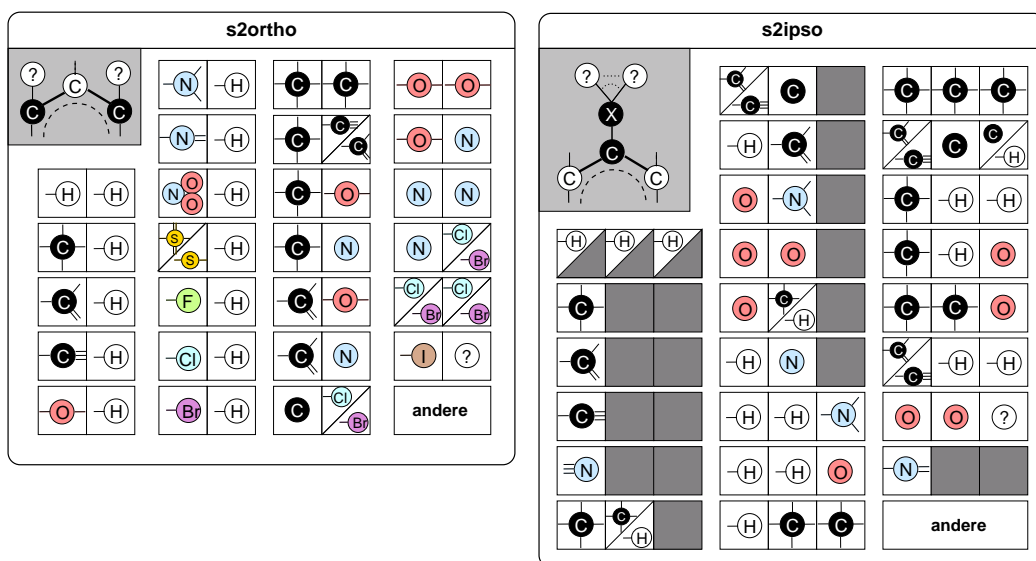 s2ortho
? C ?
C C
N H C C O O
N H C C C O N
H H N O O H C O N N
C H S S H C N N Cl Br
C H F H C O Cl Br Cl Br
C H Cl H C N I ?
O H Br H C Cl Br andere
s2ipso
? ?
X
C
C C
C C C C C C
H C C C C C H
O N C H H
H H H O O C H O
C O C H C C O
C H N C C H H
C H H N O O ?
N H H O N
C C H H C C andere